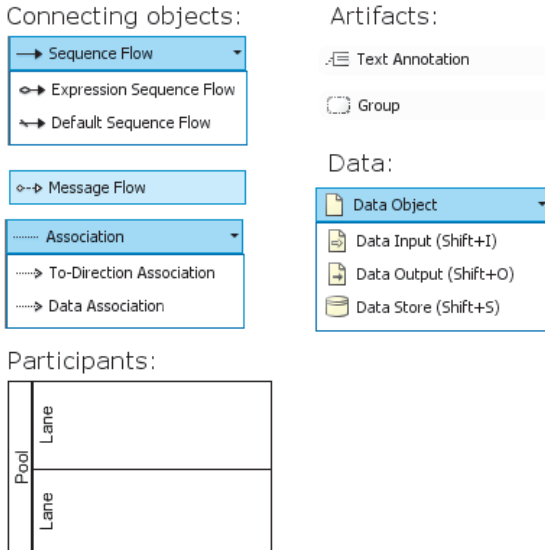 Connecting objects:
Sequence Flow
Expression Sequence Flow
Default Sequence Flow
Message Flow
Association
To-Direction Association
Data Association
Artifacts:
Text Annotation
Group
Data:
Data Object
Data Input (Shift+I)
Data Output (Shift+O)
Data Store (Shift+S)
Participants:
Pool
Lane
Lane